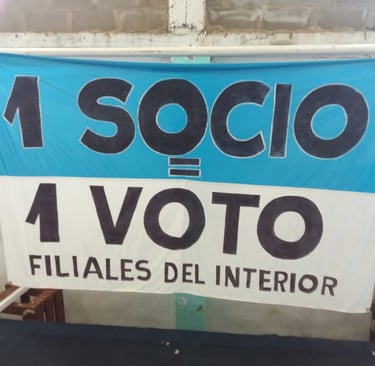 1 SOCIO
=
1 VOTO
FILIALES DEL INTERIOR